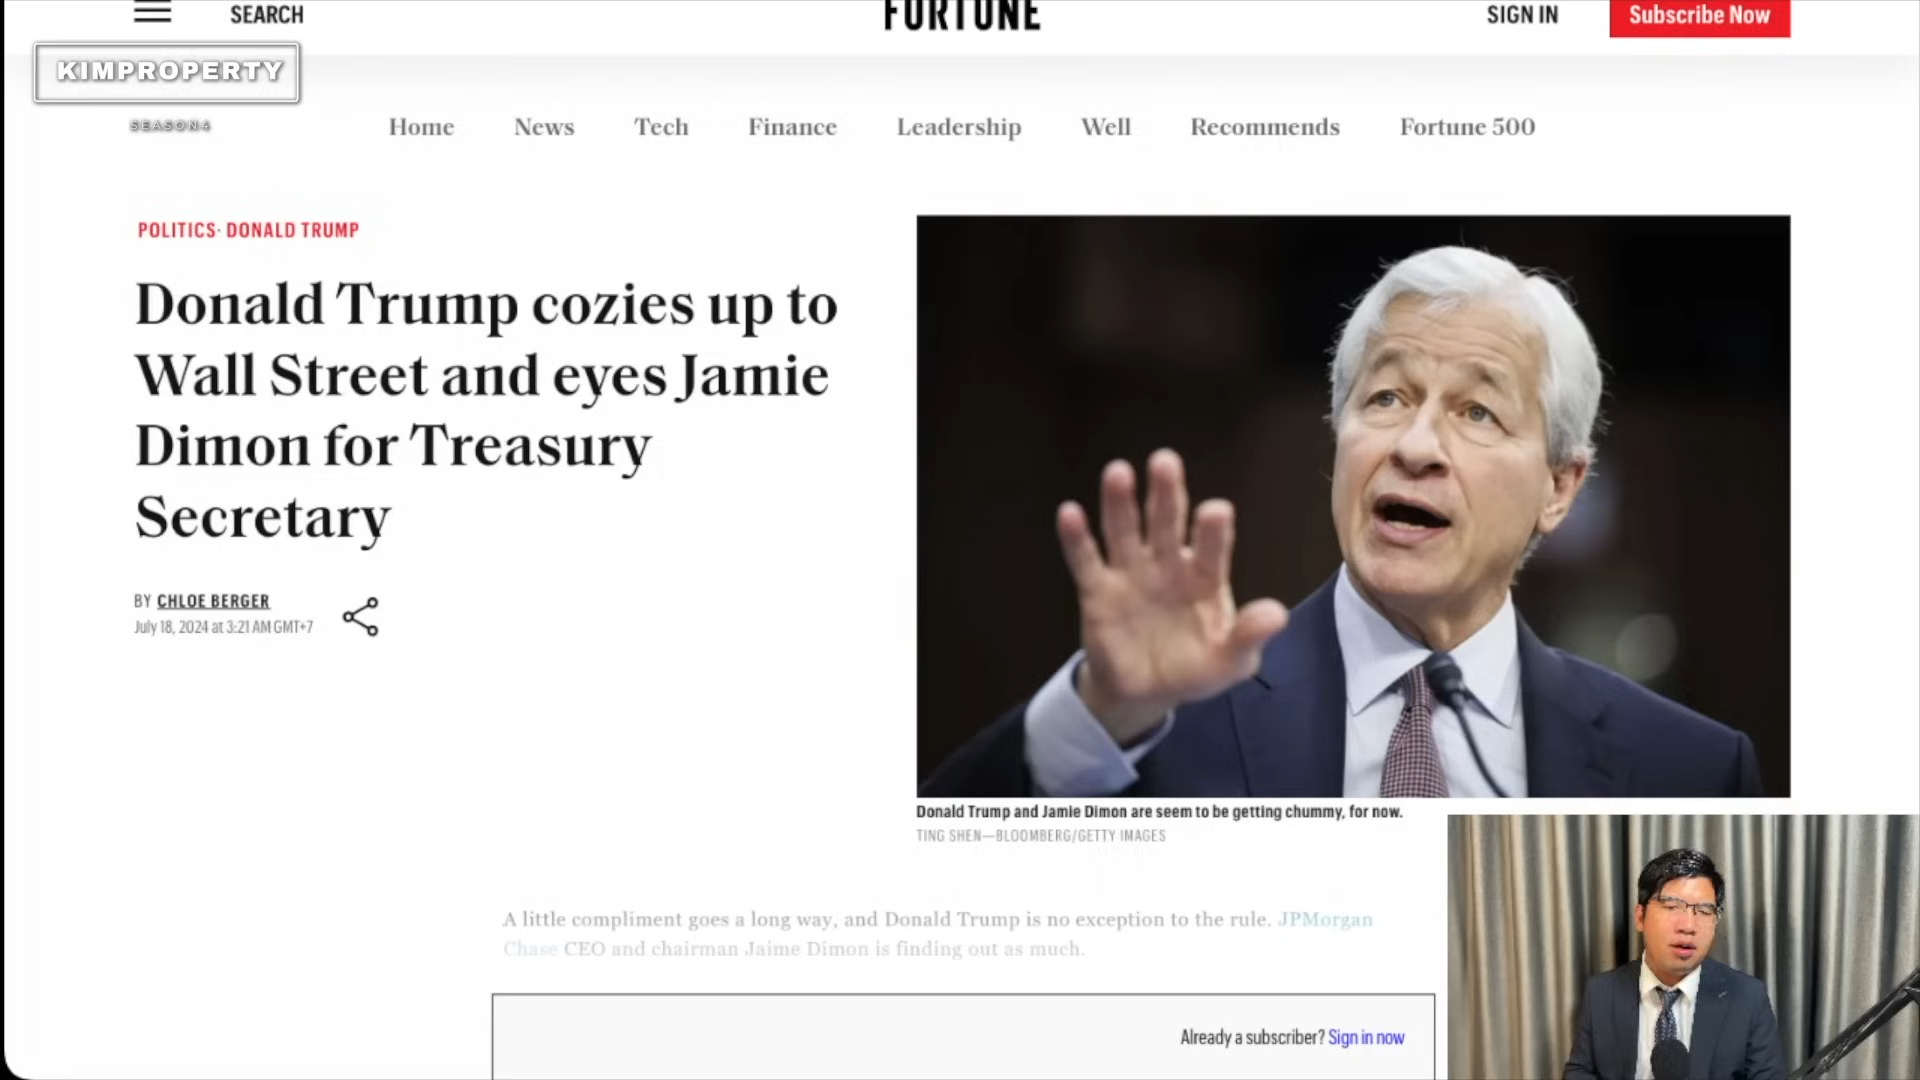 SEARCH
FORTUNE
SIGN IN
Subscribe Now
KIMPROPERTY
SEASON4
Home
News
Tech
Finance
Leadership
Well
Recommends
Fortune 500
POLITICS· DONALD TRUMP
Donald Trump cozies up to
Wall Street and eyes Jamie
Dimon for Treasury
Secretary
BY CHLOE BERGER
July 18, 2024 at 3:21 AM GMT+7
Donald Trump and Jamie Dimon are seem to be getting chummy, for now.
TING SHEN—BLOOMBERG/GETTY IMAGES
A little compliment goes a long way, and Donald Trump is no exception to the rule. JPMorgan
Chase CEO and chairman Jaime Dimon is finding out as much.
Already a subscriber? Sign in now